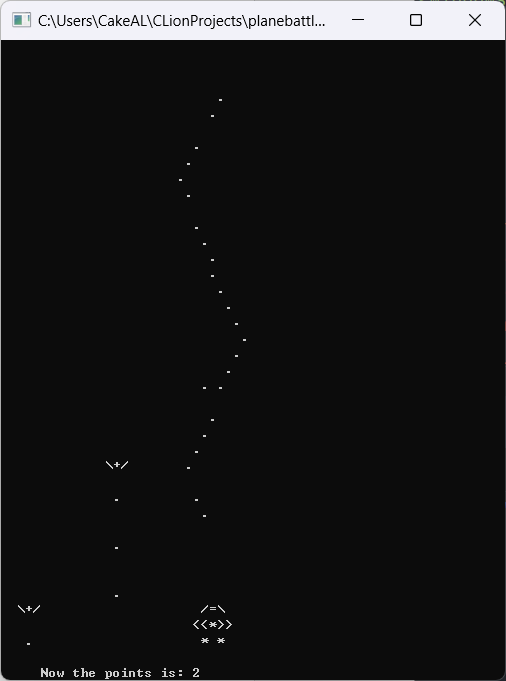 C:\Users\CakeAL\CLionProjects\planebattl...
\+/
\+/ /=\
<<*>>
* *
Now the points is: 2